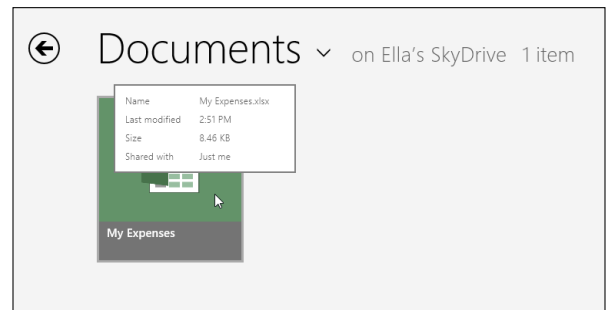 Documents on Ella's SkyDrive 1 item
Name My Expenses.xlsx
Last modified 2:51 PM
Size 8.46 KB
Shared with Just me
My Expenses